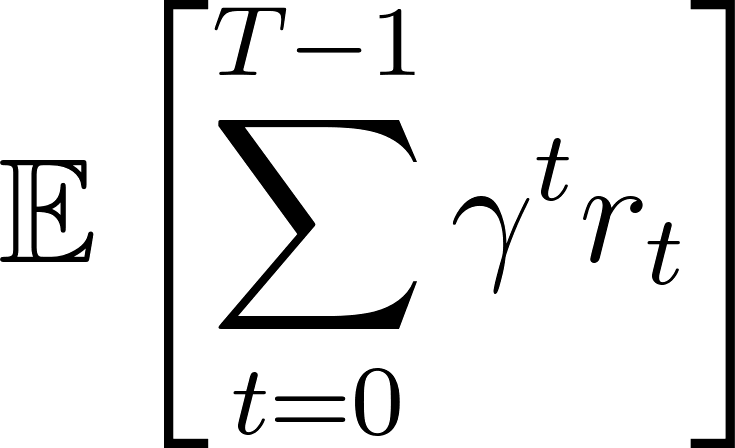 𝔼 [ ∑_{t=0}^{T−1} γ^t r_t ]